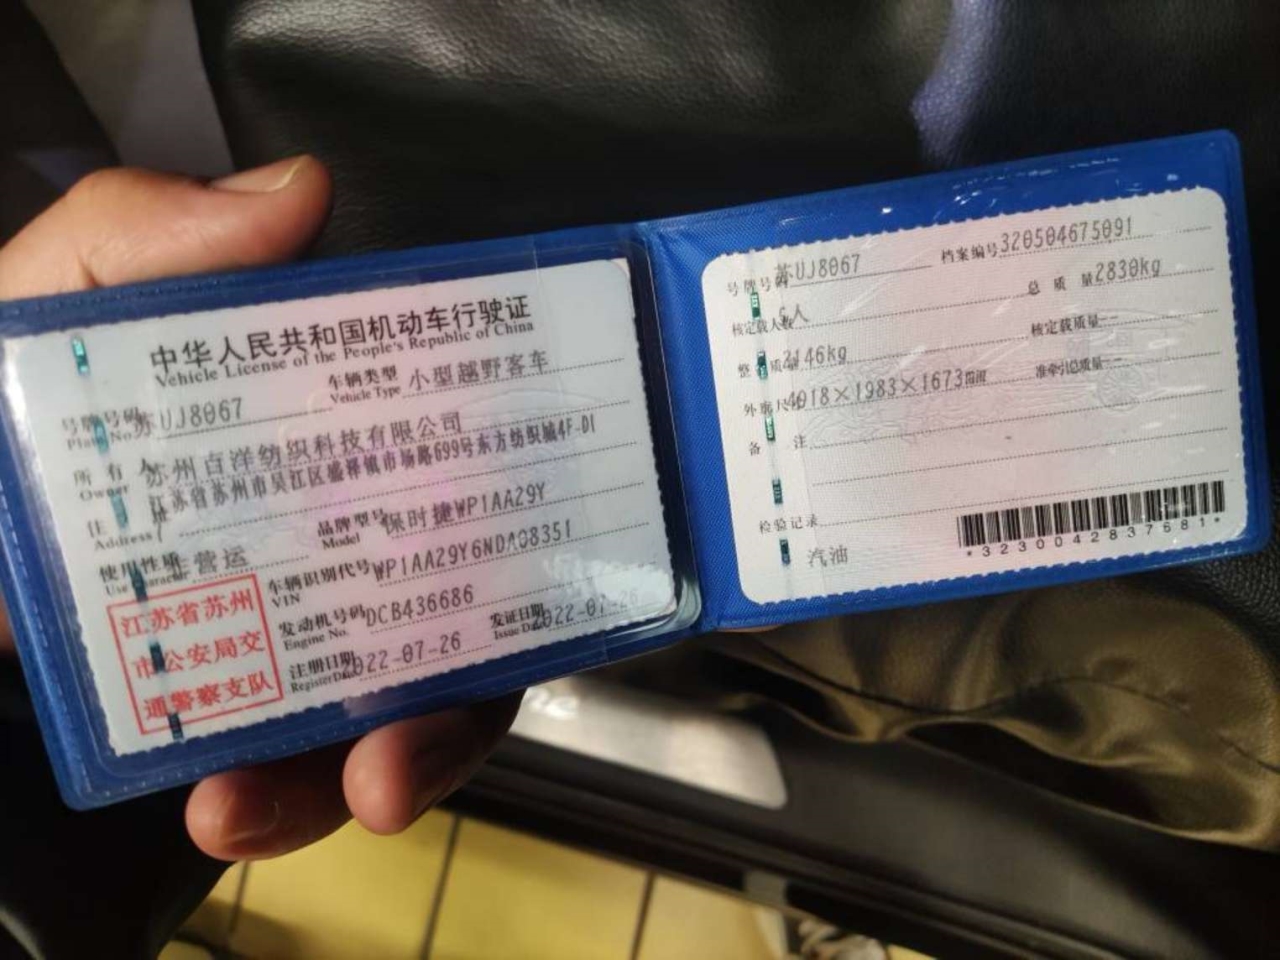 中华人民共和国机动车行驶证
Vehicle License of the People's Republic of China
号牌号码 苏UJ8067 车辆类型 小型越野客车
Plate No. Vehicle Type
所有人 苏州百洋纺织科技有限公司
Owner
住址 江苏省苏州市吴江区盛泽镇市场路699号东方纺织城4F-D1
Address
使用性质 非营运 品牌型号 保时捷WP1AA29Y
Use Character Model
江苏省苏州
市公安局交
通警察支队
车辆识别代号 WP1AA29Y6NDA08351
VIN
发动机号码 DCB436686
Engine No.
注册日期 2022-07-26 发证日期 2022-07-26
Register Date Issue Date
号牌号码 苏UJ8067 档案编号 320504675091
核定载人数 人 总质量 2830kg
整备质量 2146kg 核定载质量 --
外廓尺寸 4918×1983×1673 准牵引总质量 --
备注
检验记录
汽油
*3230042837681*